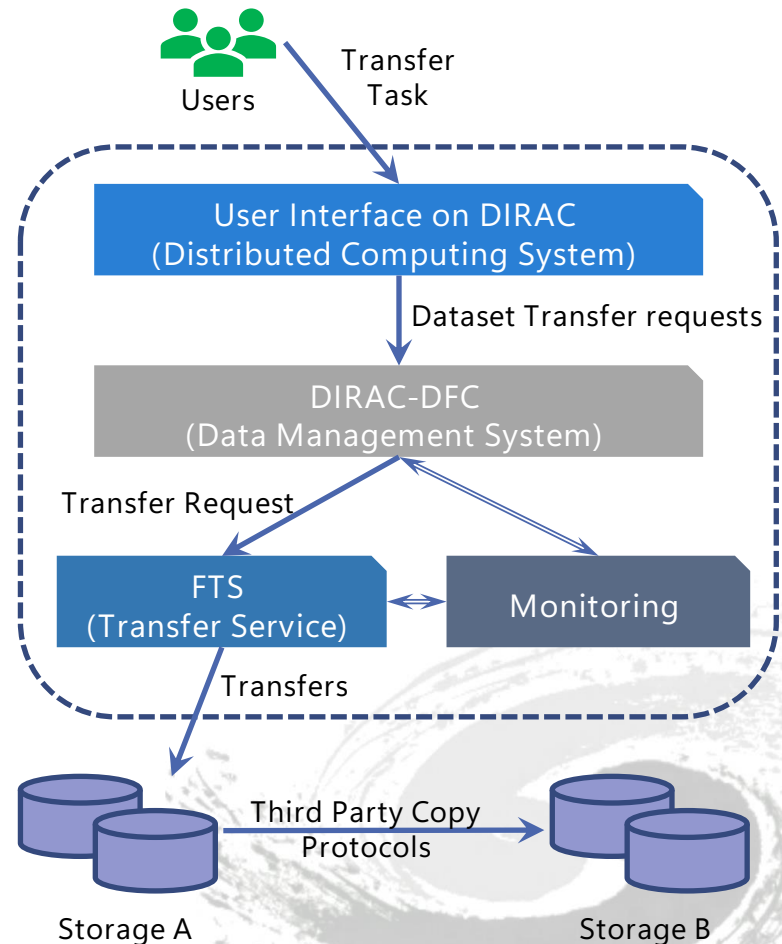 Transfer
Task
Users
User Interface on DIRAC
(Distributed Computing System)
Dataset Transfer requests
DIRAC-DFC
(Data Management System)
Transfer Request
FTS
(Transfer Service)
Monitoring
Transfers
Third Party Copy
Protocols
Storage A
Storage B